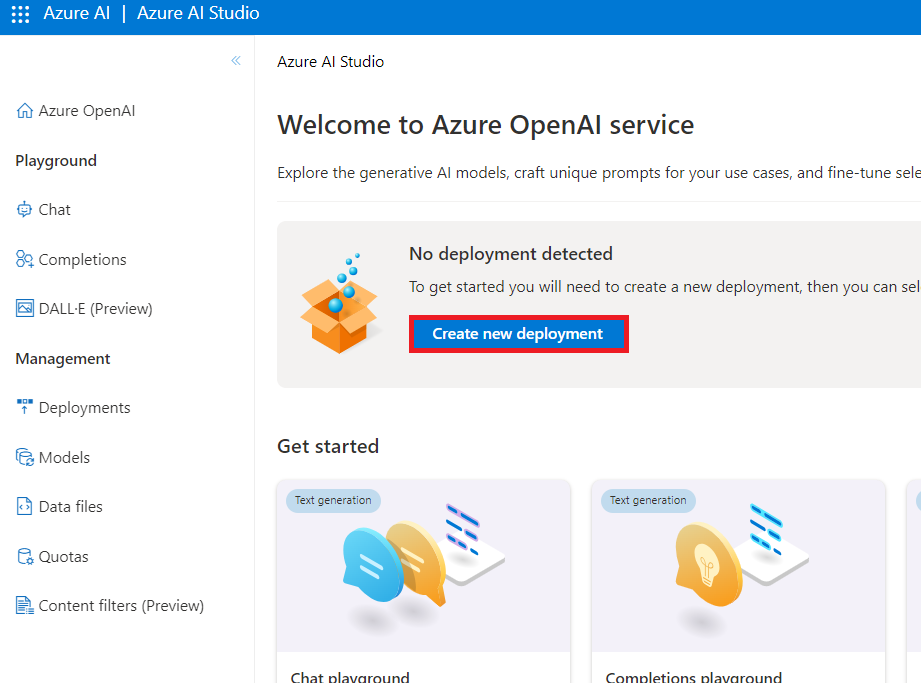 Azure AI | Azure AI Studio
Azure AI Studio
Azure OpenAI
Playground
Chat
Completions
DALL·E (Preview)
Management
Deployments
Models
Data files
Quotas
Content filters (Preview)
Welcome to Azure OpenAI service
Explore the generative AI models, craft unique prompts for your use cases, and fine-tune sele
No deployment detected
To get started you will need to create a new deployment, then you can sel
Create new deployment
Get started
Text generation
Chat playground
Text generation
Completions playground